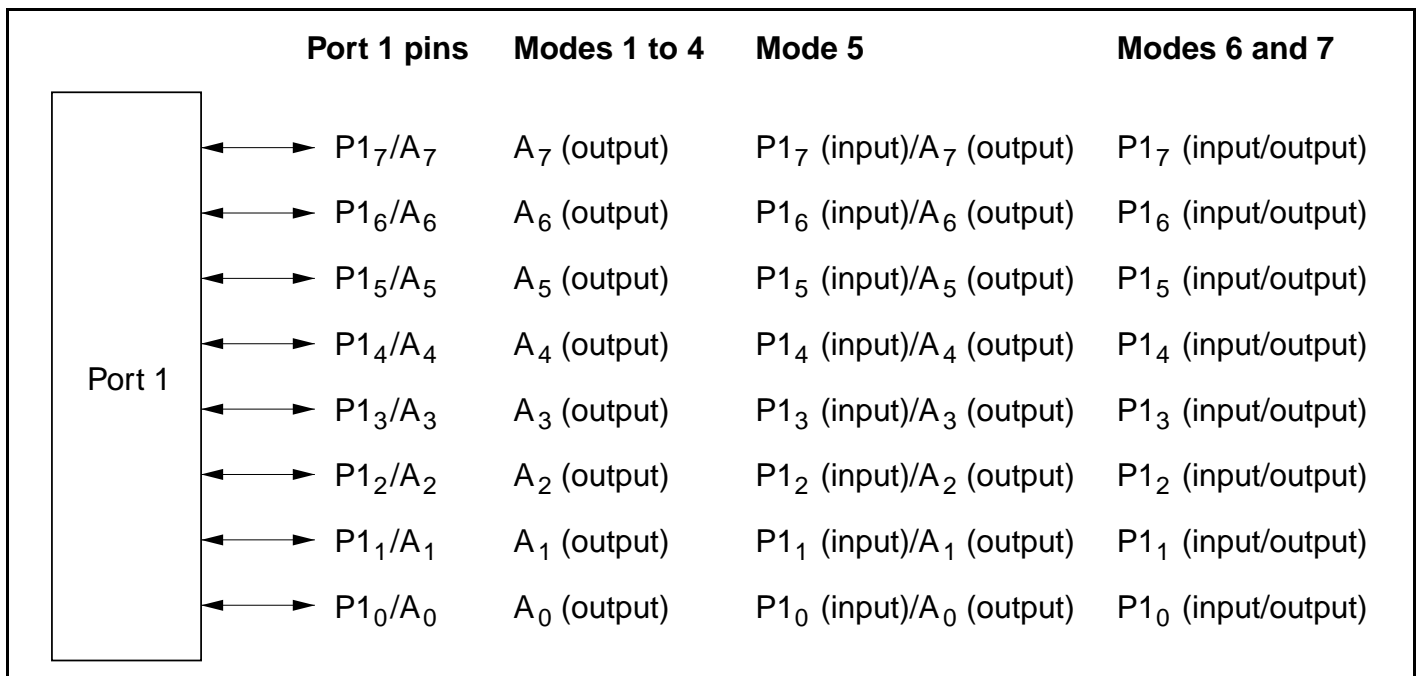 Port 1 pins Modes 1 to 4 Mode 5 Modes 6 and 7
P1₇/A₇ A₇ (output) P1₇ (input)/A₇ (output) P1₇ (input/output)
P1₆/A₆ A₆ (output) P1₆ (input)/A₆ (output) P1₆ (input/output)
P1₅/A₅ A₅ (output) P1₅ (input)/A₅ (output) P1₅ (input/output)
P1₄/A₄ A₄ (output) P1₄ (input)/A₄ (output) P1₄ (input/output)
Port 1
P1₃/A₃ A₃ (output) P1₃ (input)/A₃ (output) P1₃ (input/output)
P1₂/A₂ A₂ (output) P1₂ (input)/A₂ (output) P1₂ (input/output)
P1₁/A₁ A₁ (output) P1₁ (input)/A₁ (output) P1₁ (input/output)
P1₀/A₀ A₀ (output) P1₀ (input)/A₀ (output) P1₀ (input/output)